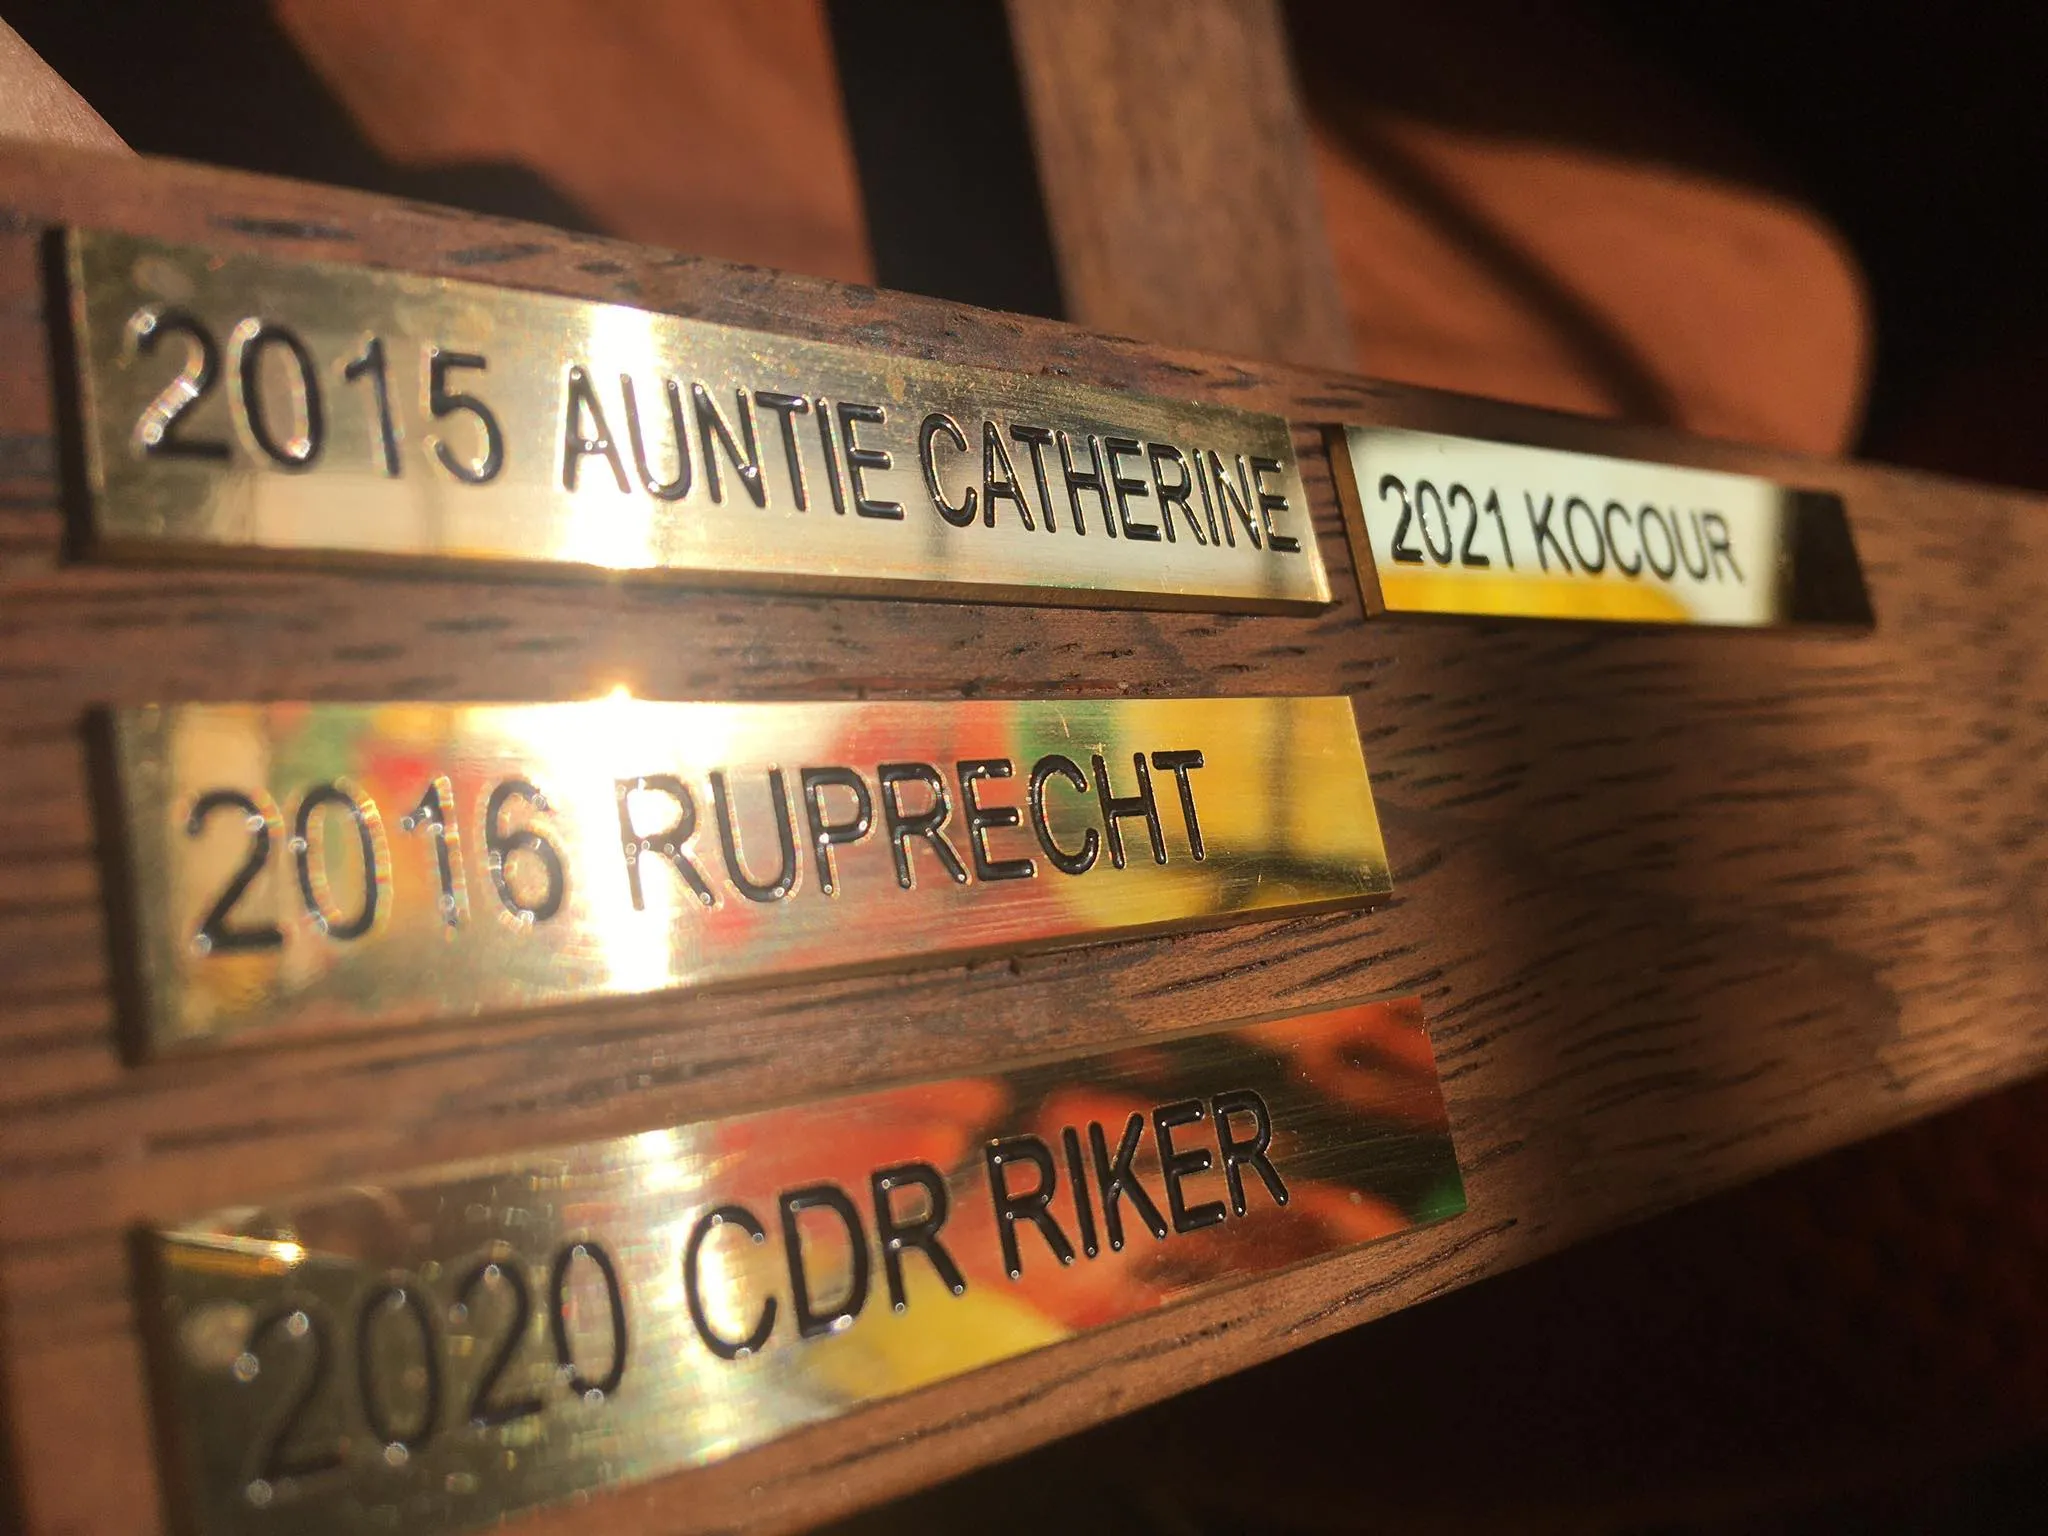 2015 AUNTIE CATHERINE
2016 RUPRECHT
2020 CDR RIKER
2021 KOCOUR